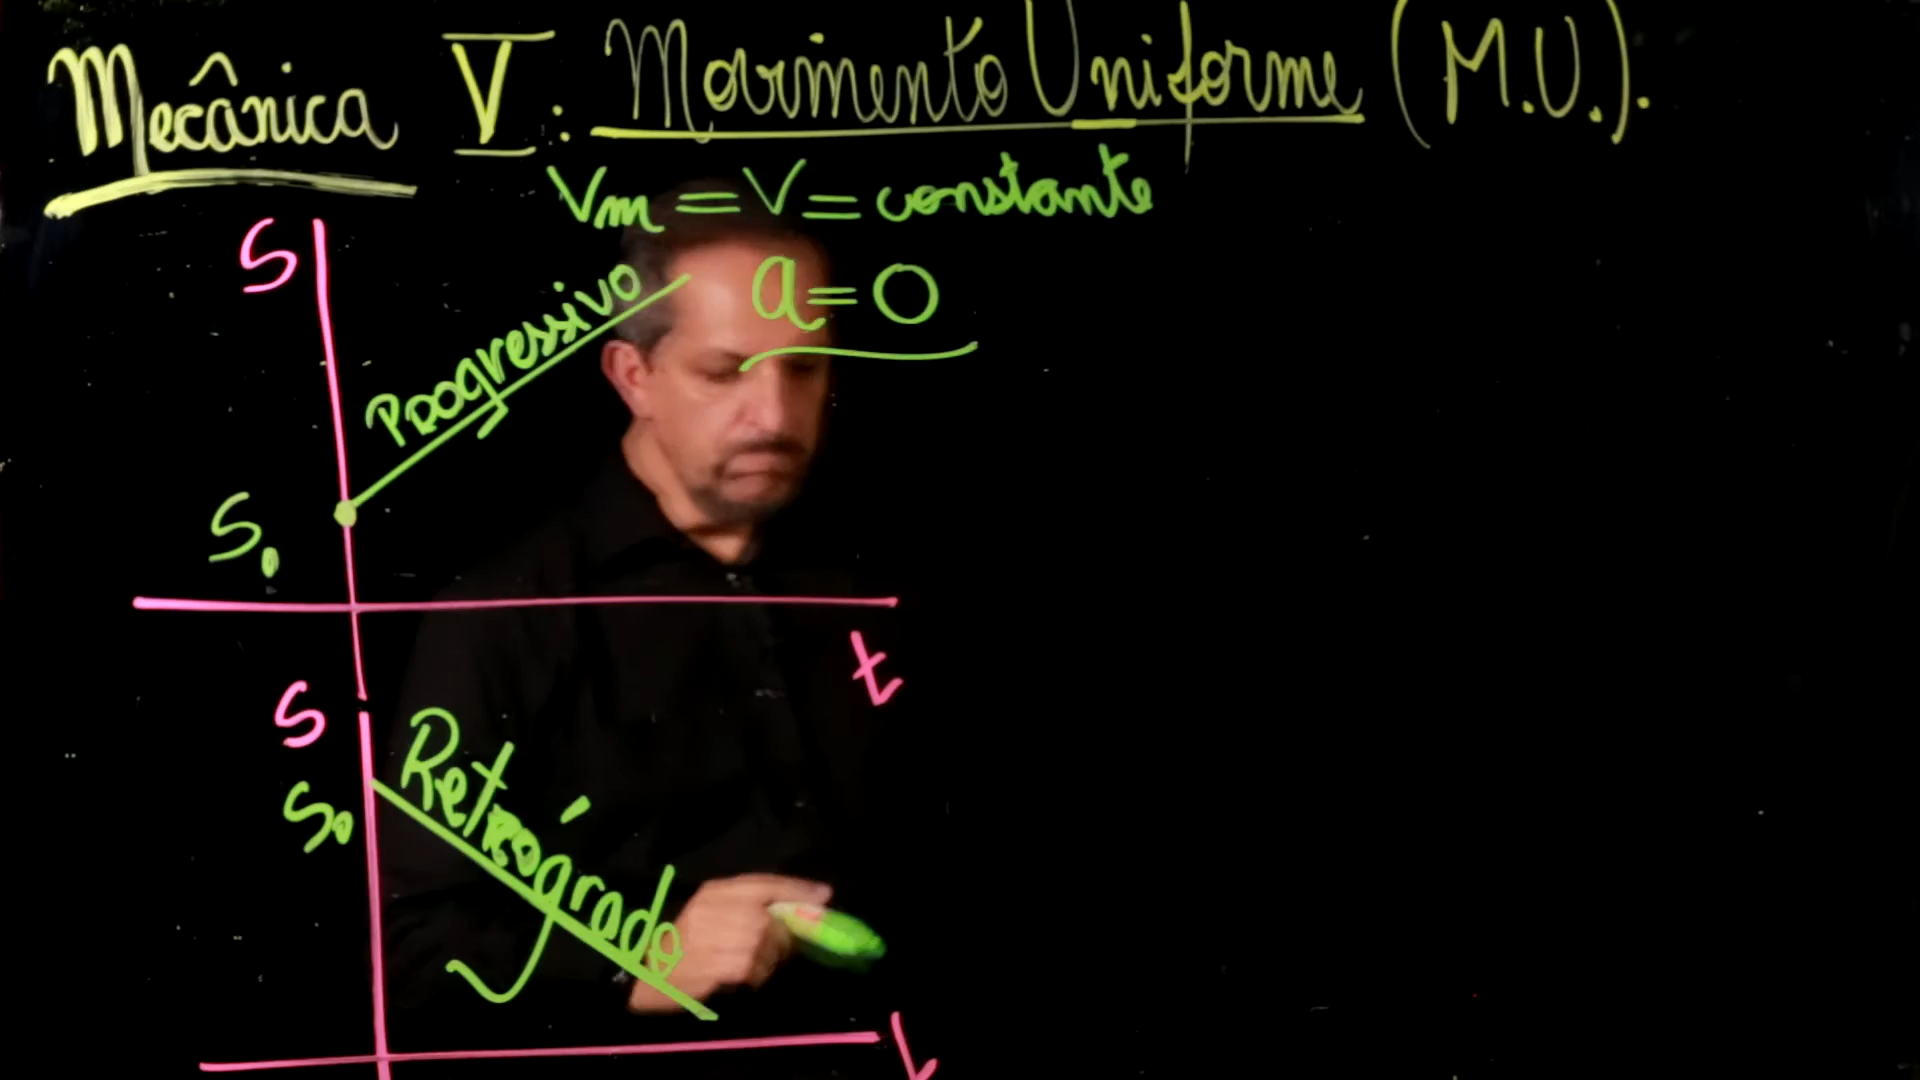 Mecânica V: Movimento Uniforme (M.U.).
Vm = V = constante
a = 0
S
Progressivo
S₀
t
S
Retrógrado
S₀
t